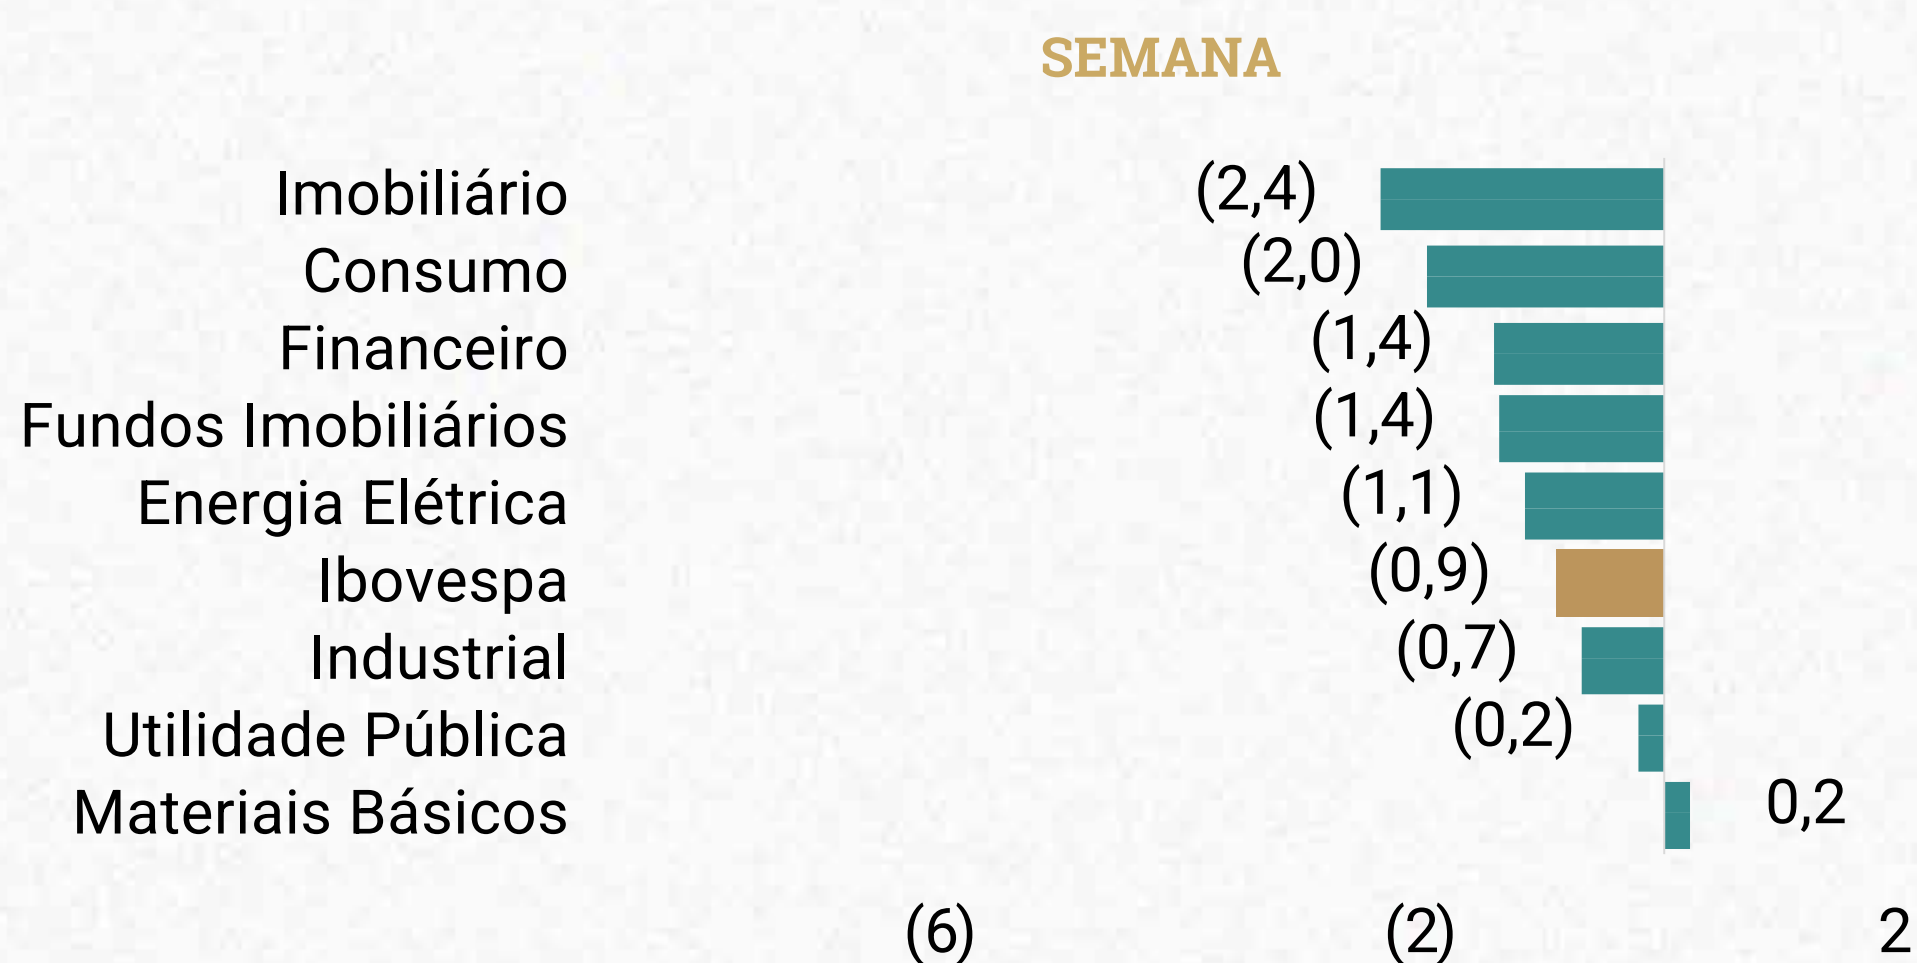 SEMANA
Imobiliário (2,4)
Consumo (2,0)
Financeiro (1,4)
Fundos Imobiliários (1,4)
Energia Elétrica (1,1)
Ibovespa (0,9)
Industrial (0,7)
Utilidade Pública (0,2)
Materiais Básicos 0,2
(6) (2) 2